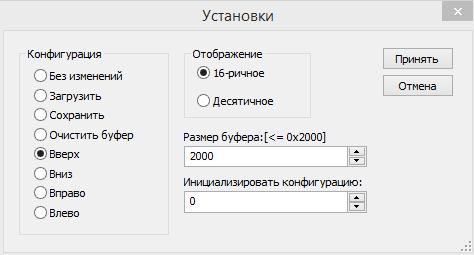 Установки
Конфигурация
Без изменений
Загрузить
Сохранить
Очистить буфер
Вверх
Вниз
Вправо
Влево
Отображение
16-ричное
Десятичное
Размер буфера:[<= 0x2000]
2000
Инициализировать конфигурацию:
0
Принять
Отмена